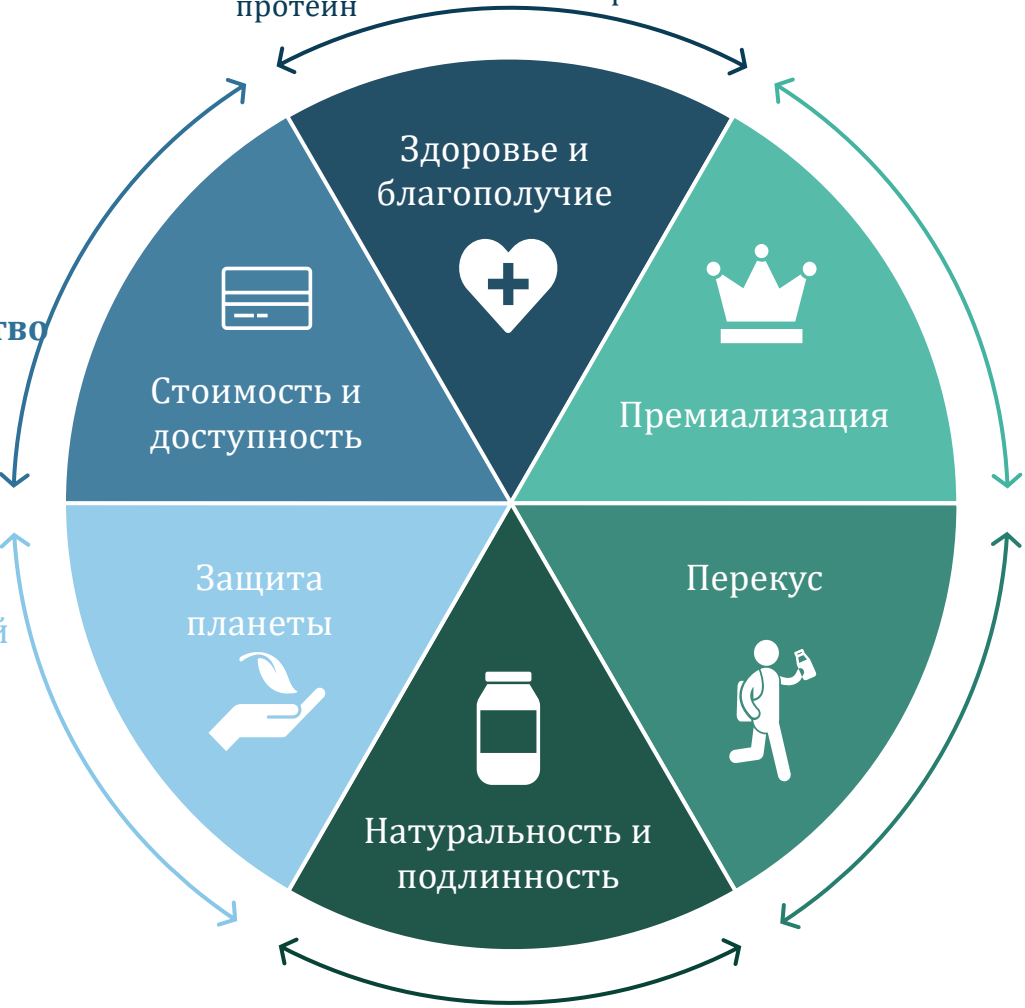 протеин
Здоровье и
благополучие
Стоимость и
доступность
Премиализация
Защита
планеты
Перекус
Натуральность и
подлинность